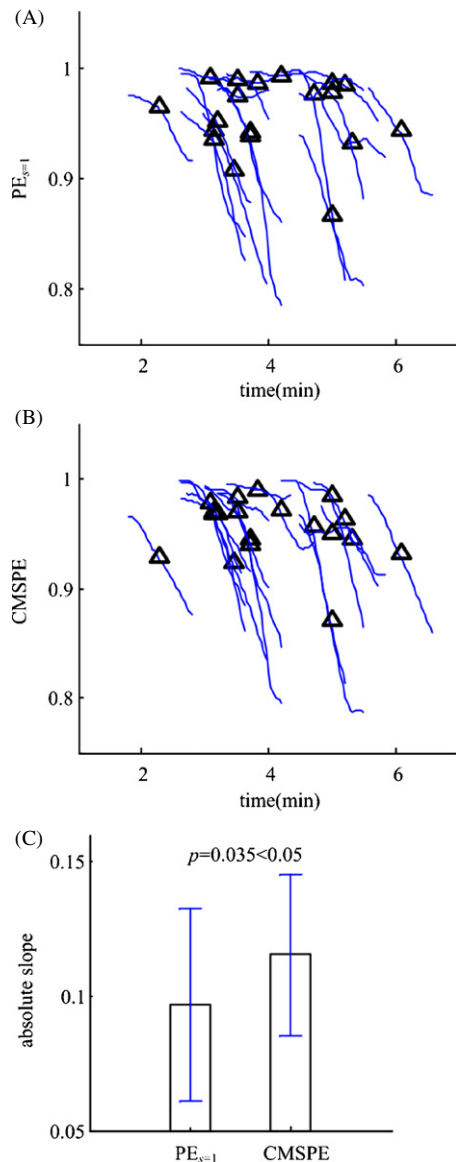 (A)
1
0.9
0.8
PEs=1
2 4 6
time(min)
(B)
1
0.9
0.8
CMSPE
2 4 6
time(min)
(C)
p=0.035<0.05
0.15
0.1
0.05
absolute slope
PEs=1 CMSPE